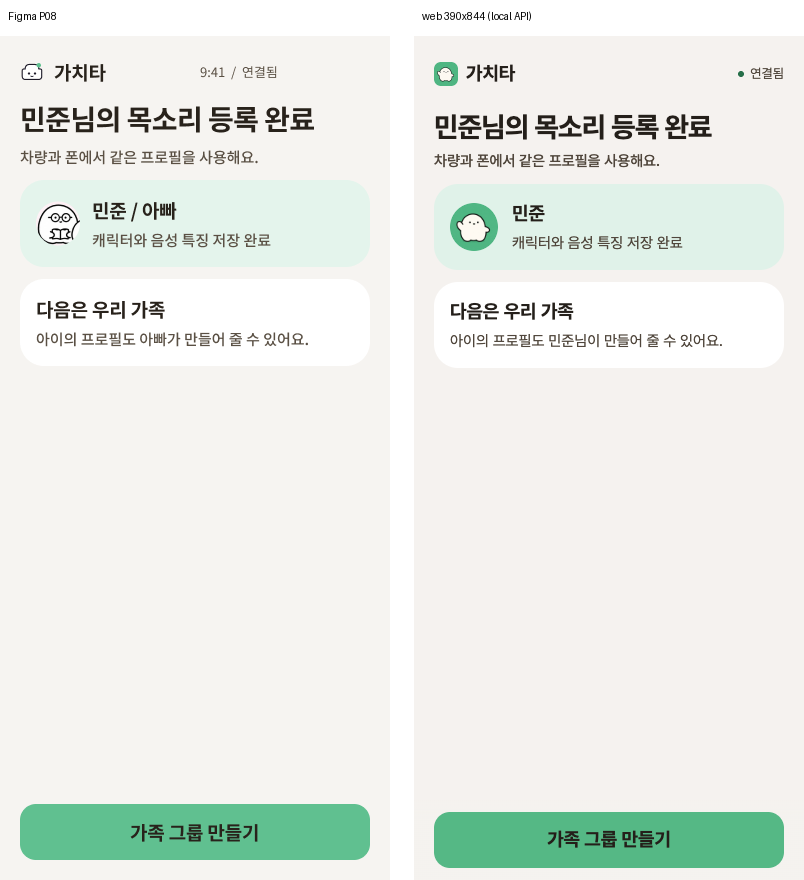 Figma P08
가치타
9:41 / 연결됨
민준님의 목소리 등록 완료
차량과 폰에서 같은 프로필을 사용해요.
민준 / 아빠
캐릭터와 음성 특징 저장 완료
다음은 우리 가족
아이의 프로필도 아빠가 만들어 줄 수 있어요.
가족 그룹 만들기
web 390x844 (local API)
가치타
연결됨
민준님의 목소리 등록 완료
차량과 폰에서 같은 프로필을 사용해요.
민준
캐릭터와 음성 특징 저장 완료
다음은 우리 가족
아이의 프로필도 민준님이 만들어 줄 수 있어요.
가족 그룹 만들기